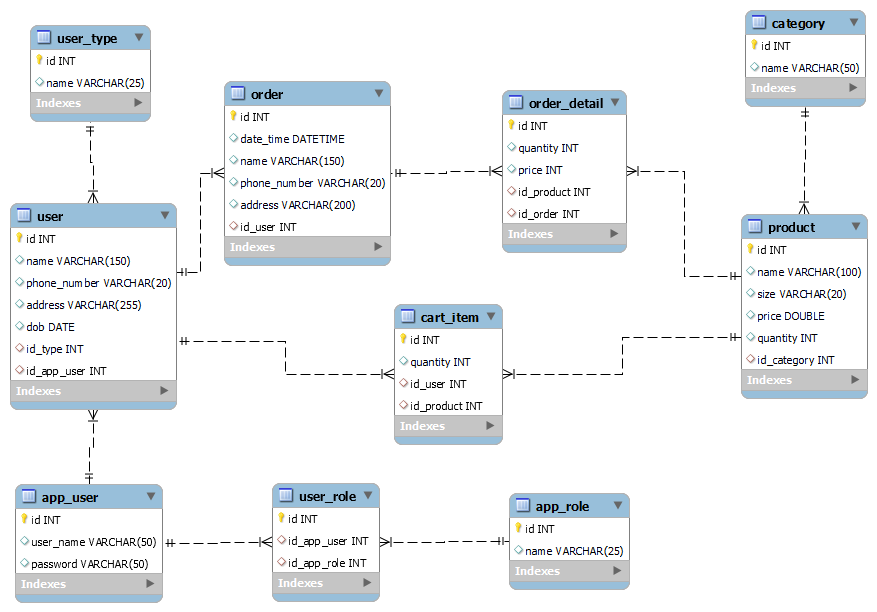 user_type
id INT
name VARCHAR(25)
Indexes
order
id INT
date_time DATETIME
name VARCHAR(150)
phone_number VARCHAR(20)
address VARCHAR(200)
id_user INT
Indexes
order_detail
id INT
quantity INT
price INT
id_product INT
id_order INT
Indexes
category
id INT
name VARCHAR(50)
Indexes
user
id INT
name VARCHAR(150)
phone_number VARCHAR(20)
address VARCHAR(255)
dob DATE
id_type INT
id_app_user INT
Indexes
cart_item
id INT
quantity INT
id_user INT
id_product INT
Indexes
product
id INT
name VARCHAR(100)
size VARCHAR(20)
price DOUBLE
quantity INT
id_category INT
Indexes
app_user
id INT
user_name VARCHAR(50)
password VARCHAR(50)
Indexes
user_role
id INT
id_app_user INT
id_app_role INT
Indexes
app_role
id INT
name VARCHAR(25)
Indexes